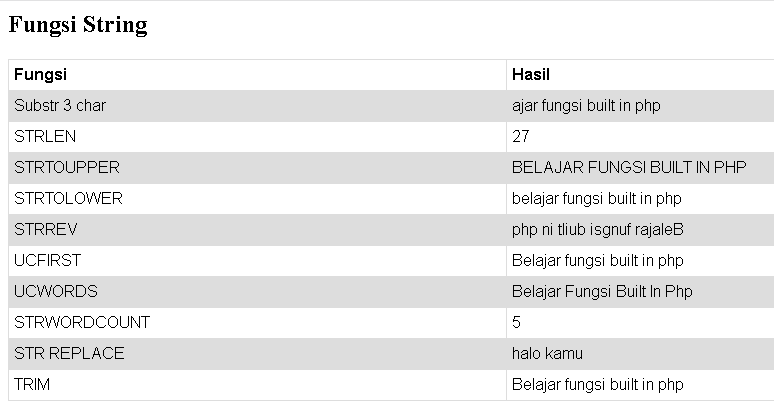 Fungsi String
Fungsi Hasil
Substr 3 char ajar fungsi built in php
STRLEN 27
STRTOUPPER BELAJAR FUNGSI BUILT IN PHP
STRTOLOWER belajar fungsi built in php
STRREV php ni tliub isgnuf rajaleB
UCFIRST Belajar fungsi built in php
UCWORDS Belajar Fungsi Built In Php
STRWORDCOUNT 5
STR REPLACE halo kamu
TRIM Belajar fungsi built in php